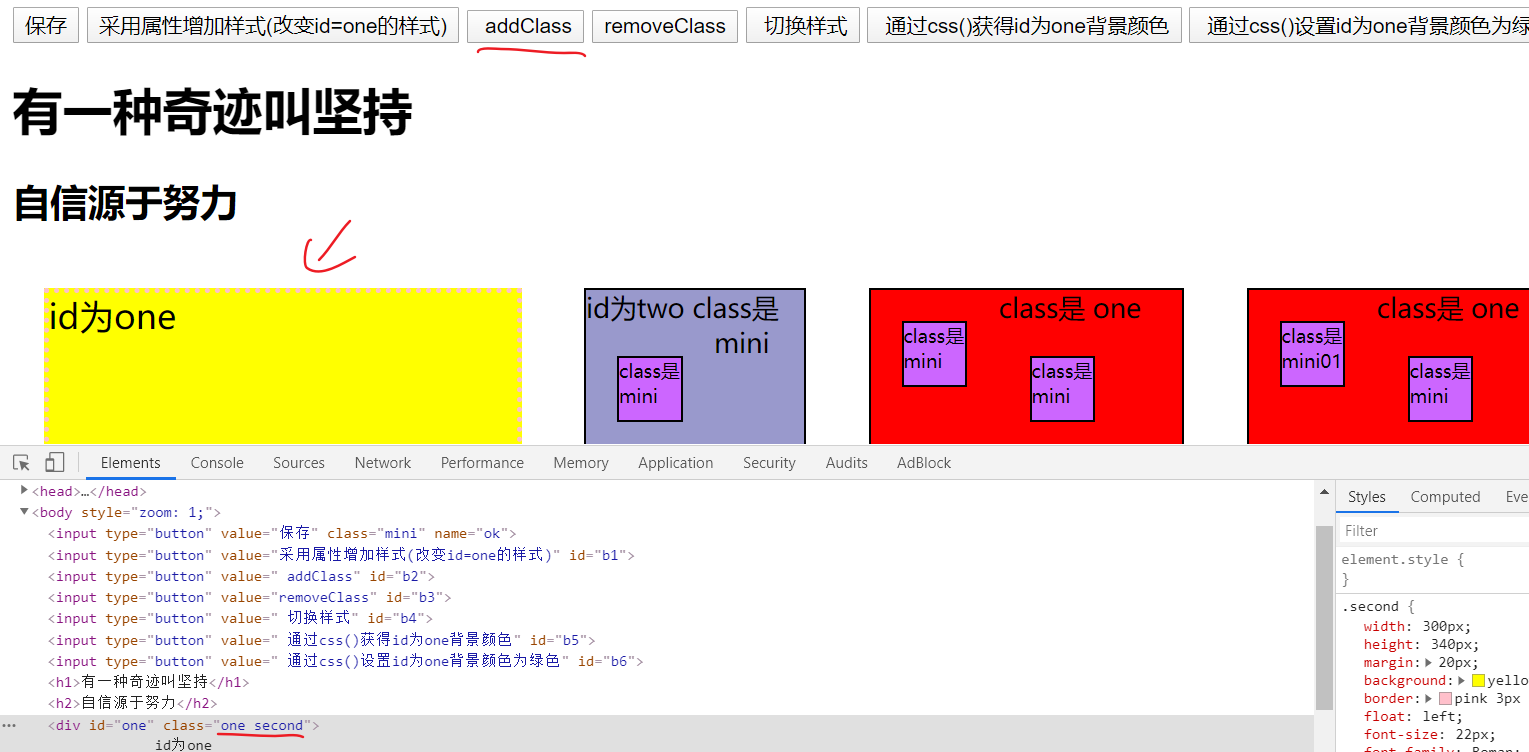 保存 采用属性增加样式(改变id=one的样式) addClass removeClass 切换样式 通过css()获得id为one背景颜色 通过css()设置id为one背景颜色为绿
有一种奇迹叫坚持
自信源于努力
id为one
id为two class是
mini
class是
mini
class是 one
class是
mini
class是
mini
class是 one
class是
mini01
class是
mini
Elements Console Sources Network Performance Memory Application Security Audits AdBlock
<head>…</head>
<body style="zoom: 1;">
<input type="button" value="保存" class="mini" name="ok">
<input type="button" value="采用属性增加样式(改变id=one的样式)" id="b1">
<input type="button" value=" addClass" id="b2">
<input type="button" value="removeClass" id="b3">
<input type="button" value=" 切换样式" id="b4">
<input type="button" value=" 通过css()获得id为one背景颜色" id="b5">
<input type="button" value=" 通过css()设置id为one背景颜色为绿色" id="b6">
<h1>有一种奇迹叫坚持</h1>
<h2>自信源于努力</h2>
<div id="one" class="one second">
id为one
Styles Computed Eve
Filter
element.style {
}
.second {
width: 300px;
height: 340px;
margin: 20px;
background: yello
border: pink 3px
float: left;
font-size: 22px;
font-family: Roman;